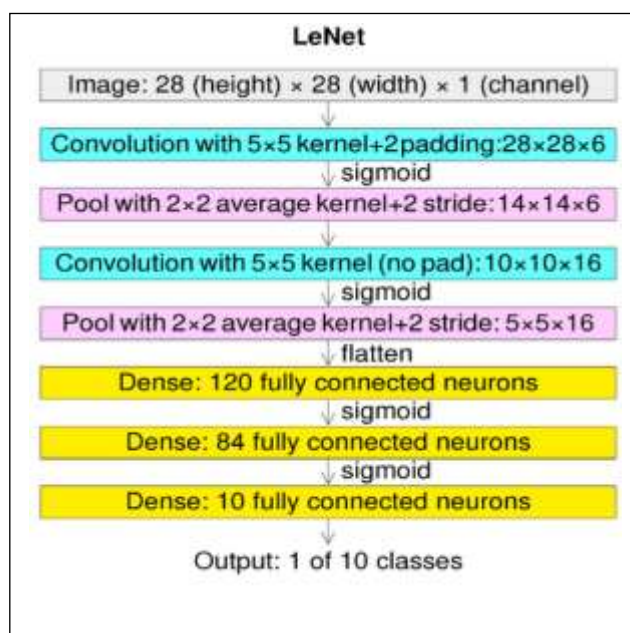 LeNet
Image: 28 (height) × 28 (width) × 1 (channel)
Convolution with 5×5 kernel+2padding:28×28×6
sigmoid
Pool with 2×2 average kernel+2 stride:14×14×6
Convolution with 5×5 kernel (no pad):10×10×16
sigmoid
Pool with 2×2 average kernel+2 stride: 5×5×16
flatten
Dense: 120 fully connected neurons
sigmoid
Dense: 84 fully connected neurons
sigmoid
Dense: 10 fully connected neurons
Output: 1 of 10 classes